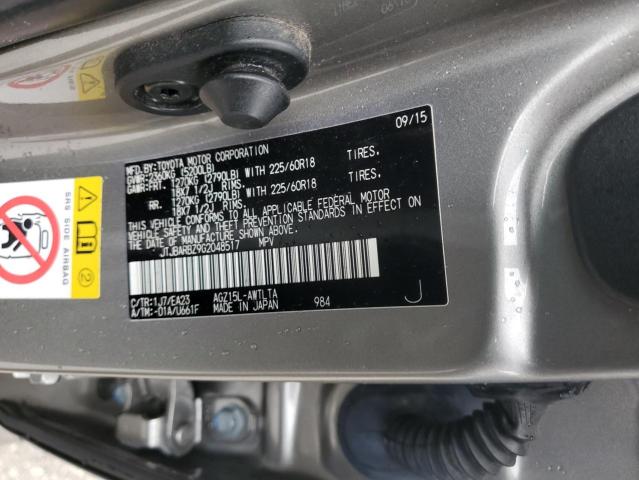 09/15
MFD.BY:TOYOTA MOTOR CORPORATION
GVWR:2360KG (5200LB)
GAWR:FRT. 1270KG (2790LB) WITH 225/60R18 TIRES.
18X7 1/2J RIMS.
RR. 1270KG (2790LB) WITH 225/60R18 TIRES.
18X7 1/2J RIMS.
THIS VEHICLE CONFORMS TO ALL APPLICABLE FEDERAL MOTOR
VEHICLE SAFETY AND THEFT PREVENTION STANDARDS IN EFFECT ON
THE DATE OF MANUFACTURE SHOWN ABOVE.
JTJBARBZ9G2048517 MPV
C/TR:1J7/EA23 AGZ15L-AWTLTA
A/TM:-01A/U661F MADE IN JAPAN 984
J
SRS SIDE AIRBAG